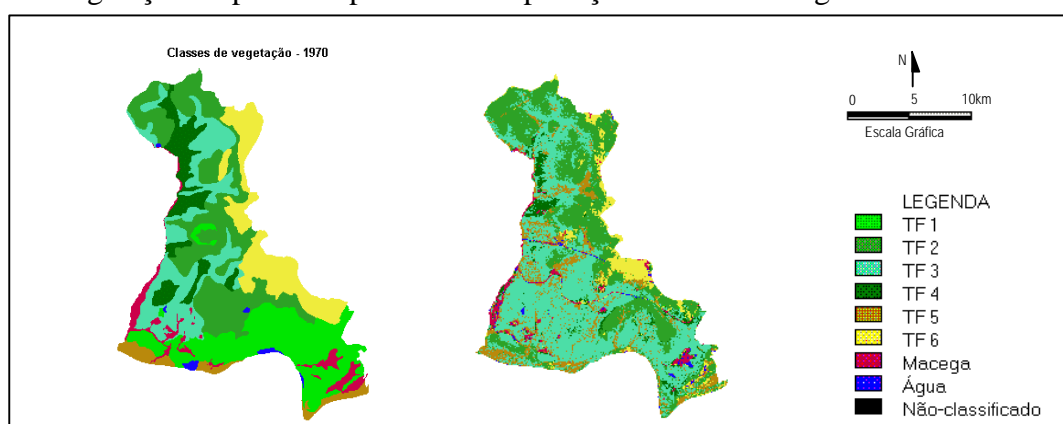 Classes de vegetação - 1970
N
0 5 10km
Escala Gráfica
LEGENDA
TF 1
TF 2
TF 3
TF 4
TF 5
TF 6
Macega
Água
Não-classificado